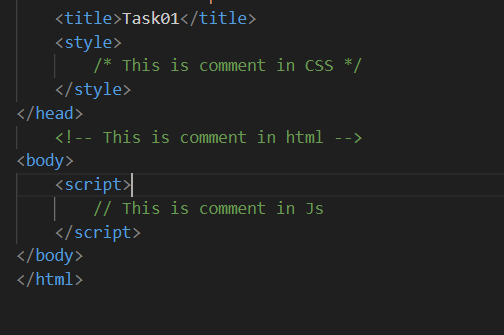 <title>Task01</title>
<style>
/* This is comment in CSS */
</style>
</head>
<!-- This is comment in html -->
<body>
<script>
// This is comment in Js
</script>
</body>
</html>